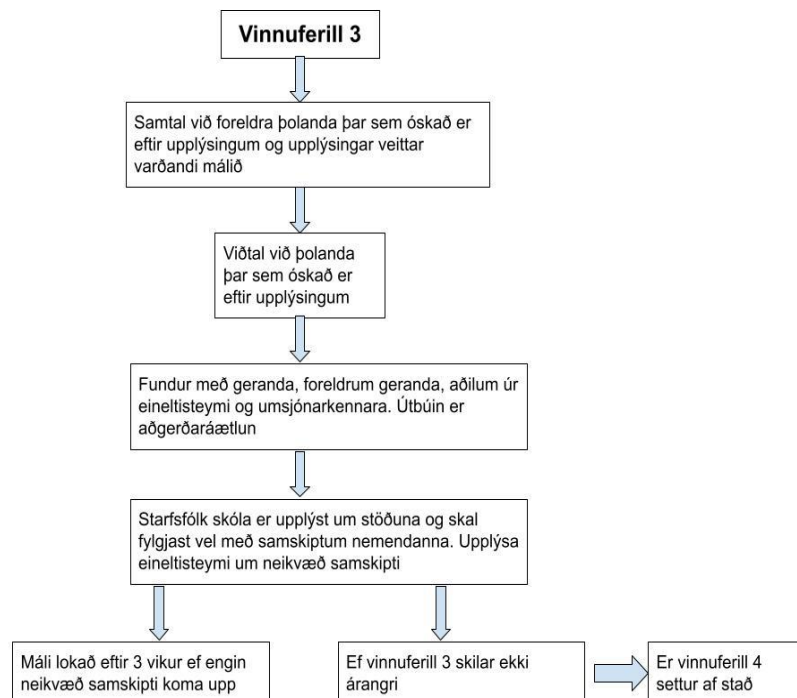 Vinnuferill 3
Samtal við foreldra þolanda þar sem óskað er
eftir upplýsingum og upplýsingar veittar
varðandi málið
Viðtal við þolanda
þar sem óskað er
eftir upplýsingum
Fundur með geranda, foreldrum geranda, aðilum úr
eineltisteymi og umsjónarkennara. Útbúin er
aðgerðaráætlun
Starfsfólk skóla er upplýst um stöðuna og skal
fylgjast vel með samskiptum nemendanna. Upplýsa
eineltisteymi um neikvæð samskipti
Máli lokað eftir 3 vikur ef engin
neikvæð samskipti koma upp
Ef vinnuferill 3 skilar ekki
árangri
Er vinnuferill 4
settur af stað